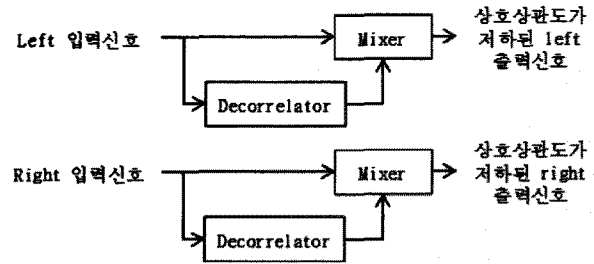 Left 입력신호
Mixer
상호상관도가
저하된 left
출력신호
Decorrelator
Right 입력신호
Mixer
상호상관도가
저하된 right
출력신호
Decorrelator